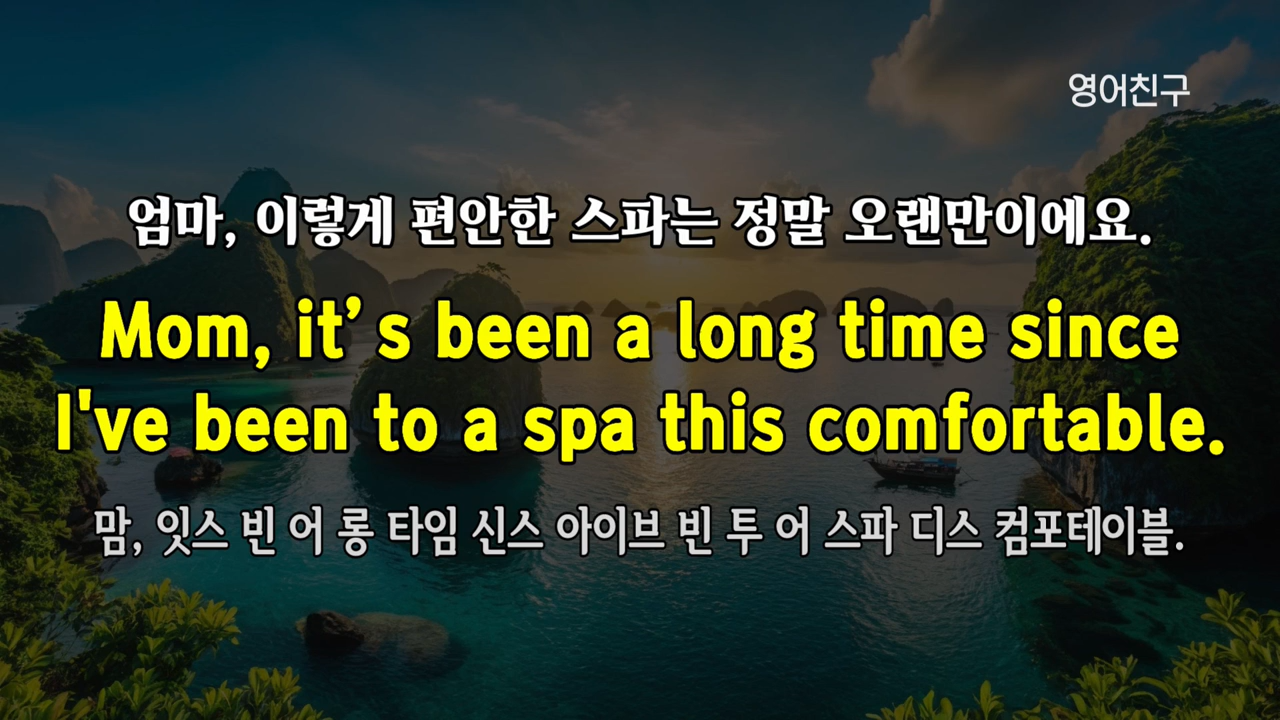 영어친구
엄마, 이렇게 편안한 스파는 정말 오랜만이에요.
Mom, it’s been a long time since
I've been to a spa this comfortable.
맘, 잇스 빈 어 롱 타임 신스 아이브 빈 투 어 스파 디스 컴포테이블.